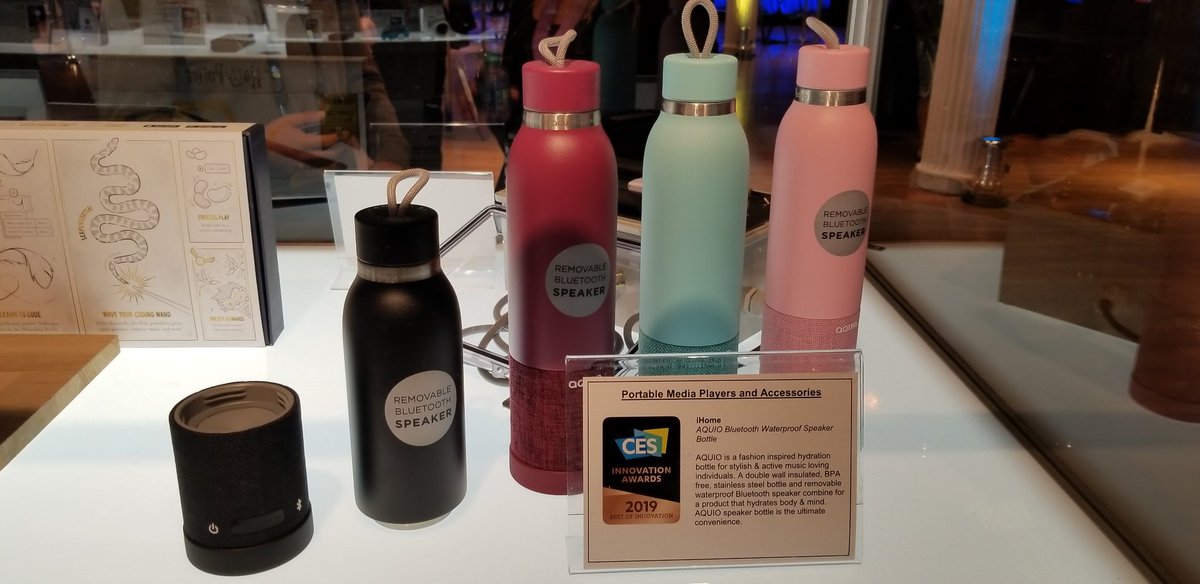 SERPENSORTIA!
ENDLESS PLAY
LEARN TO CODE
WAVE YOUR CODING WAND
REMOVABLE
BLUETOOTH
SPEAKER
REMOVABLE
BLUETOOTH
SPEAKER
REMOVABLE
BLUETOOTH
SPEAKER
Portable Media Players and Accessories
CES
INNOVATION
AWARDS
2019
BEST OF INNOVATION
iHome
AQUIO Bluetooth Waterproof Speaker
Bottle
AQUIO is a fashion inspired hydration
bottle for stylish & active music loving
individuals. A double wall insulated, BPA
free, stainless steel bottle and removable
waterproof Bluetooth speaker combine for
a product that hydrates body & mind.
AQUIO speaker bottle is the ultimate
convenience.